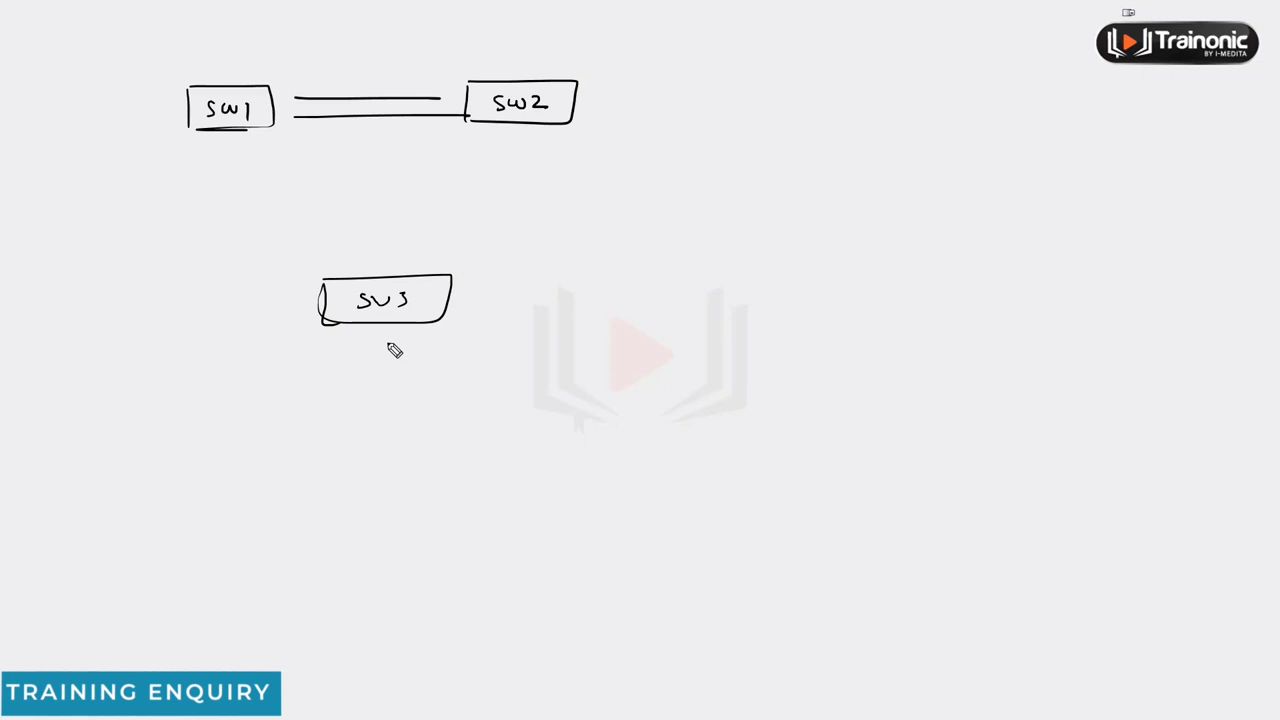 Trainonic
BY I-MEDITA
SW1
SW2
SW3
TRAINING ENQUIRY